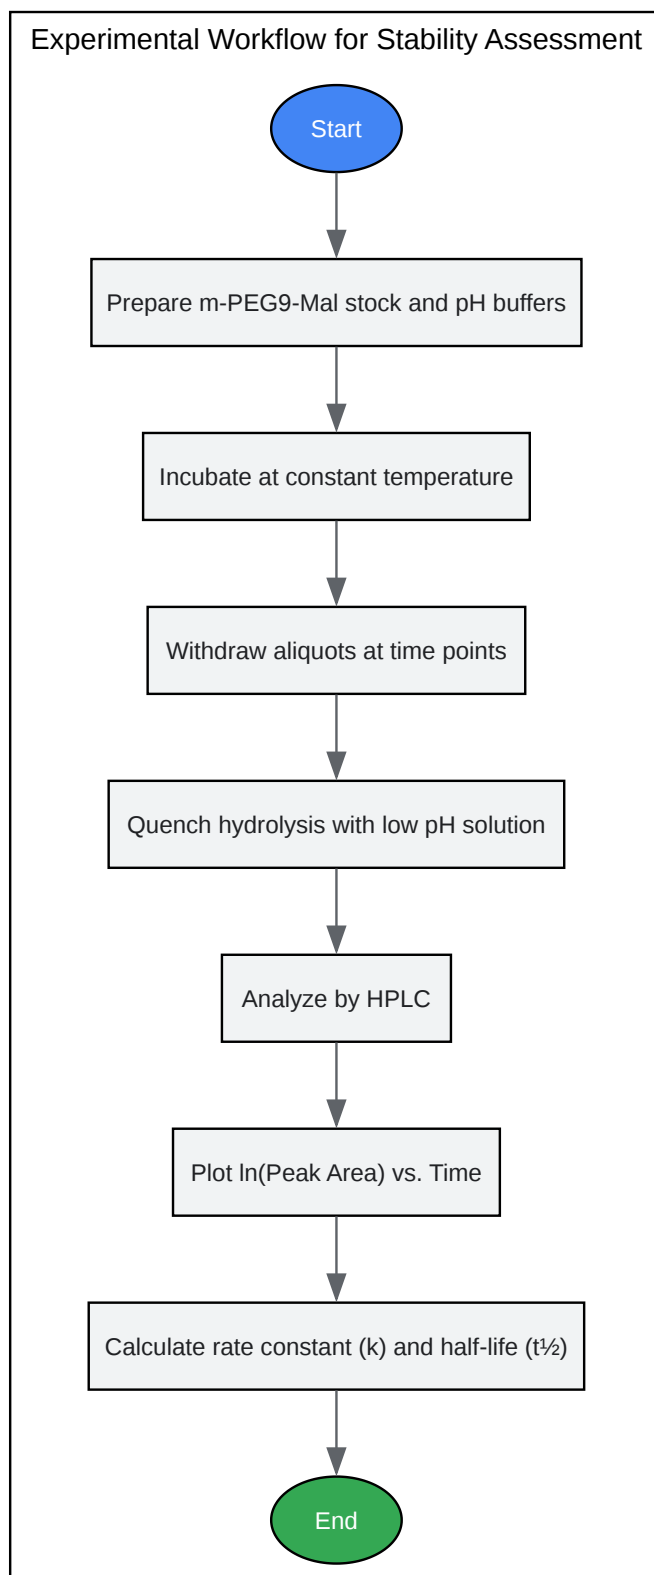 Experimental Workflow for Stability Assessment
Start
Prepare m-PEG9-Mal stock and pH buffers
Incubate at constant temperature
Withdraw aliquots at time points
Quench hydrolysis with low pH solution
Analyze by HPLC
Plot ln(Peak Area) vs. Time
Calculate rate constant (k) and half-life (t½)
End